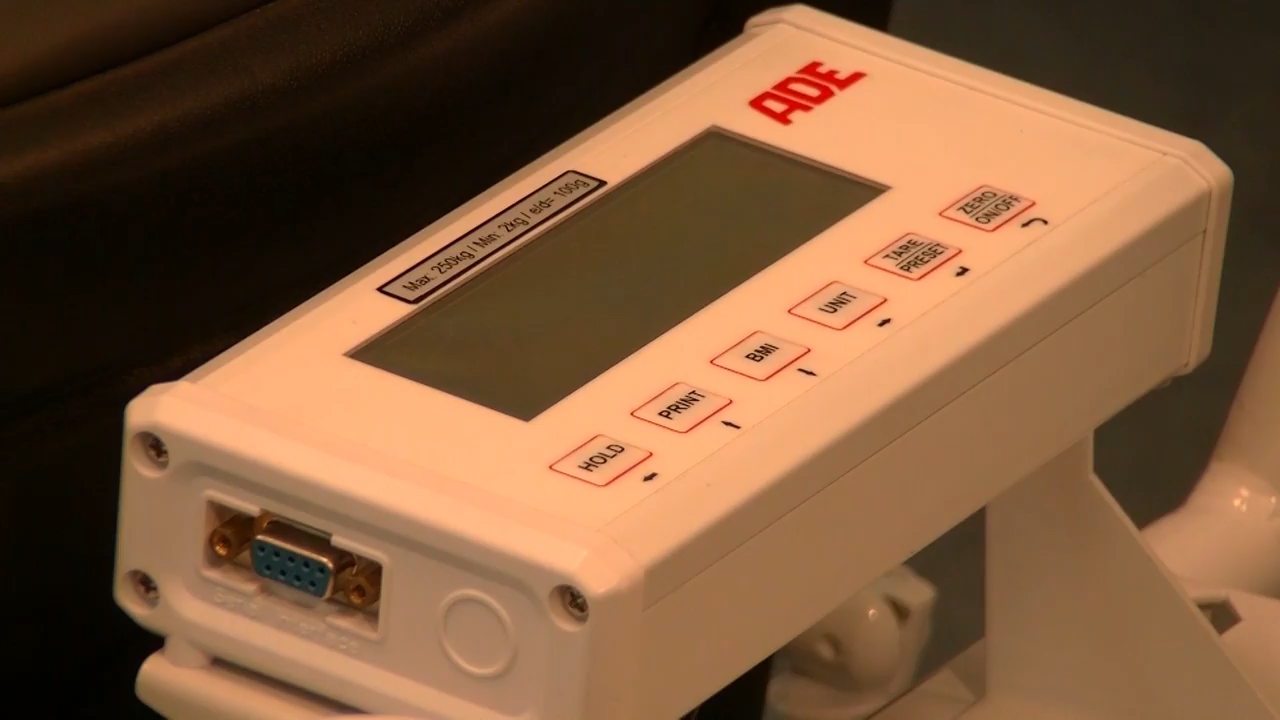 ADE
Max. 250kg / Min. 2kg / e/d= 100g
ZERO
ON/OFF
TARE
PRESET
UNIT
BMI
PRINT
HOLD